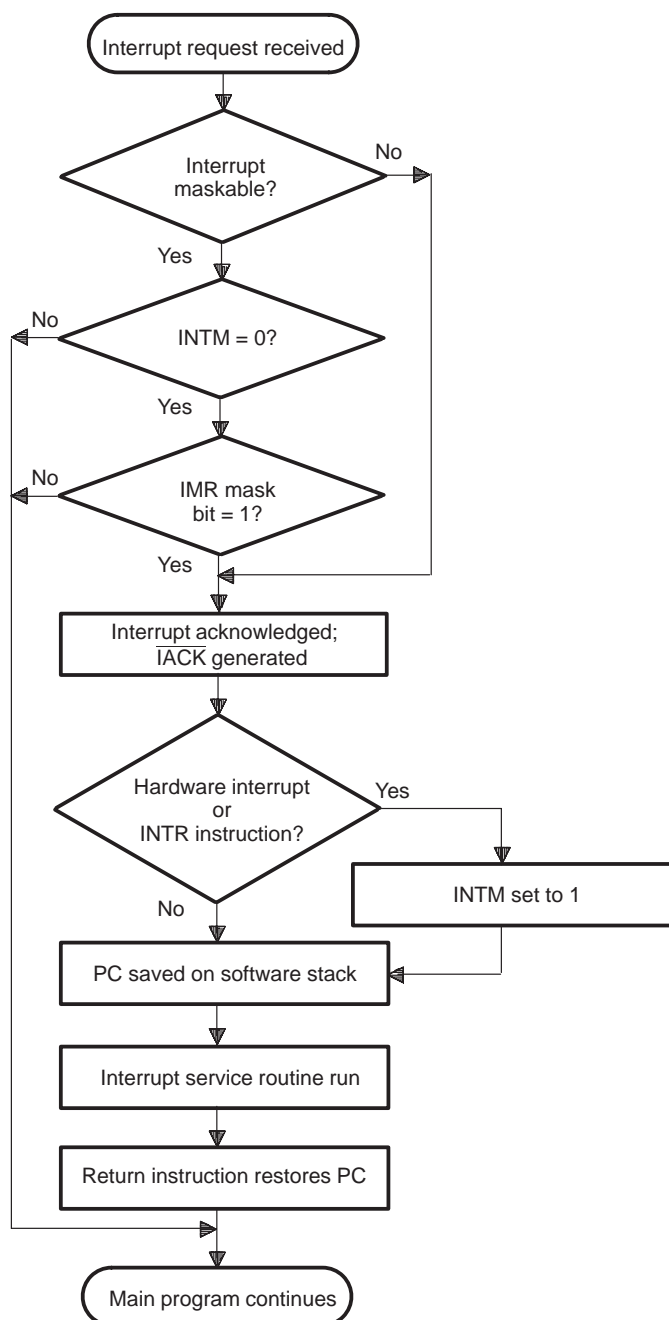 Interrupt request received
Interrupt
maskable?
No
Yes
No
INTM = 0?
Yes
No
IMR mask
bit = 1?
Yes
Interrupt acknowledged;
IACK generated
Hardware interrupt
or
INTR instruction?
Yes
INTM set to 1
No
PC saved on software stack
Interrupt service routine run
Return instruction restores PC
Main program continues